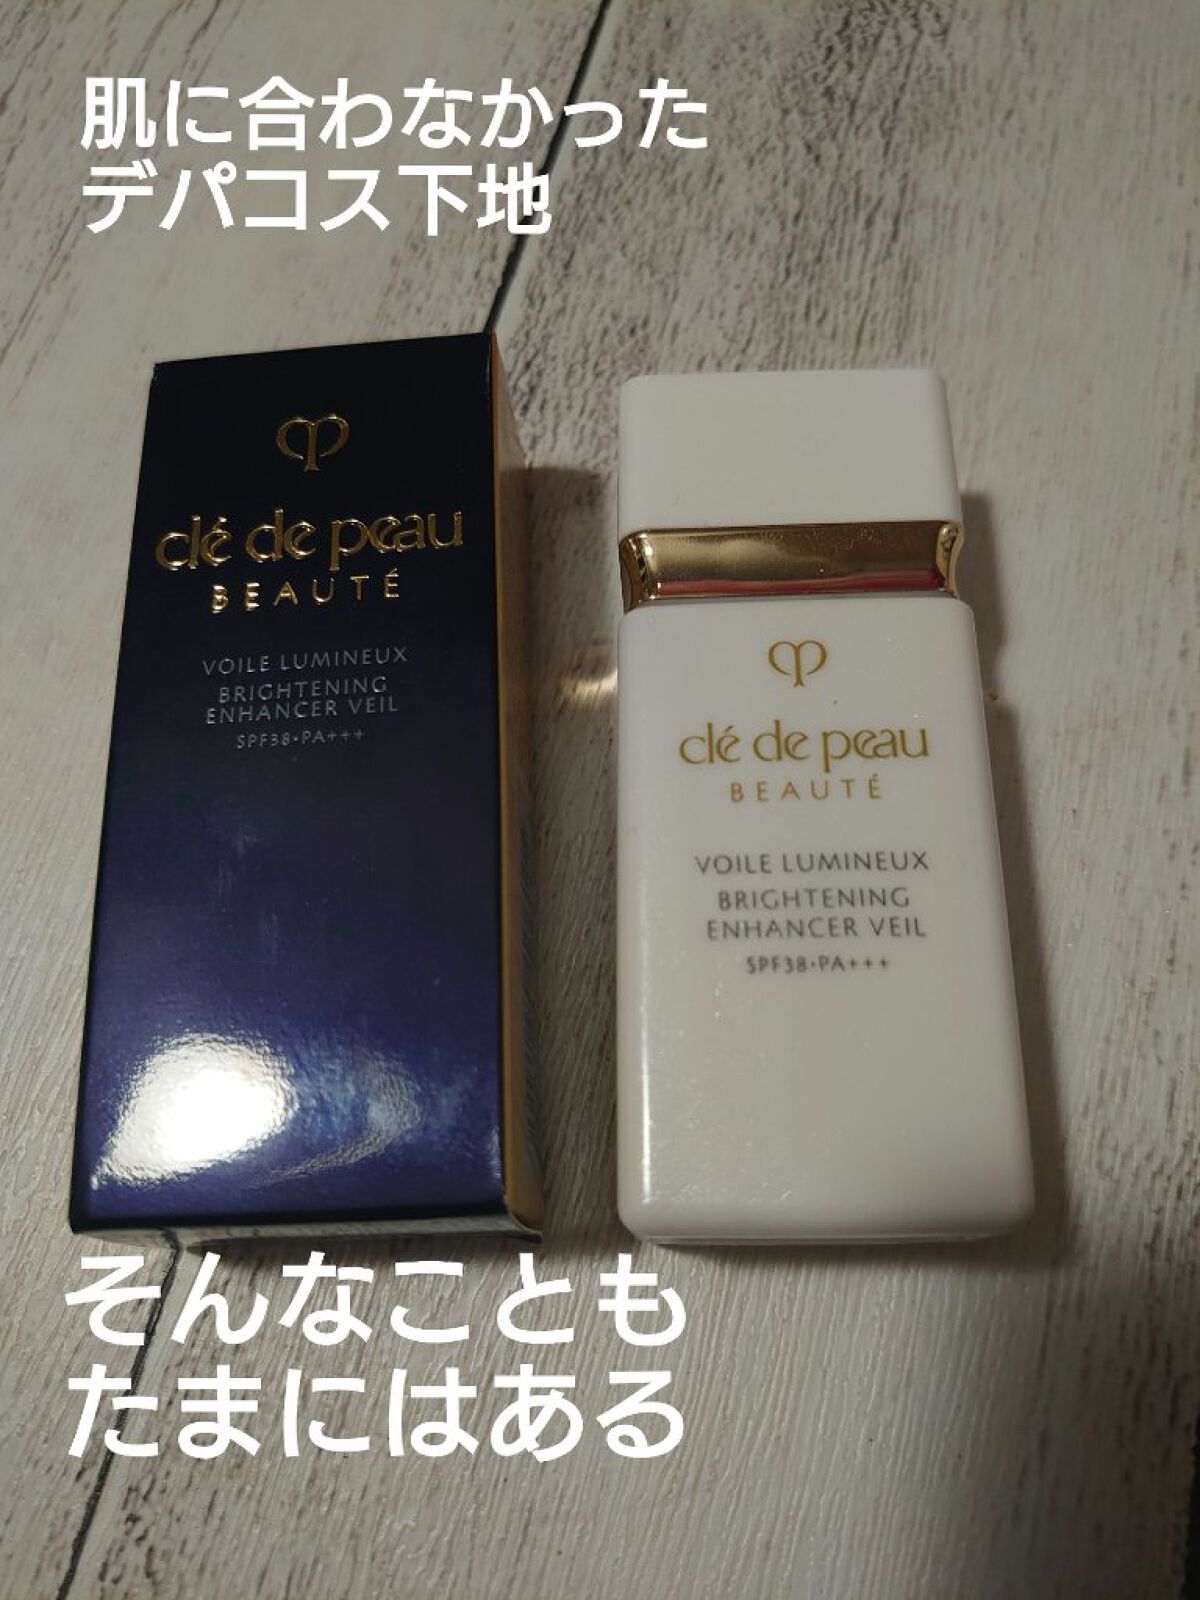 肌に合わなかった
デパコス下地
clé de peau
BEAUTÉ
VOILE LUMINEUX
BRIGHTENING
ENHANCER VEIL
SPF38・PA+++
clé de peau
BEAUTÉ
VOILE LUMINEUX
BRIGHTENING
ENHANCER VEIL
SPF38・PA+++
そんなことも
たまにはある